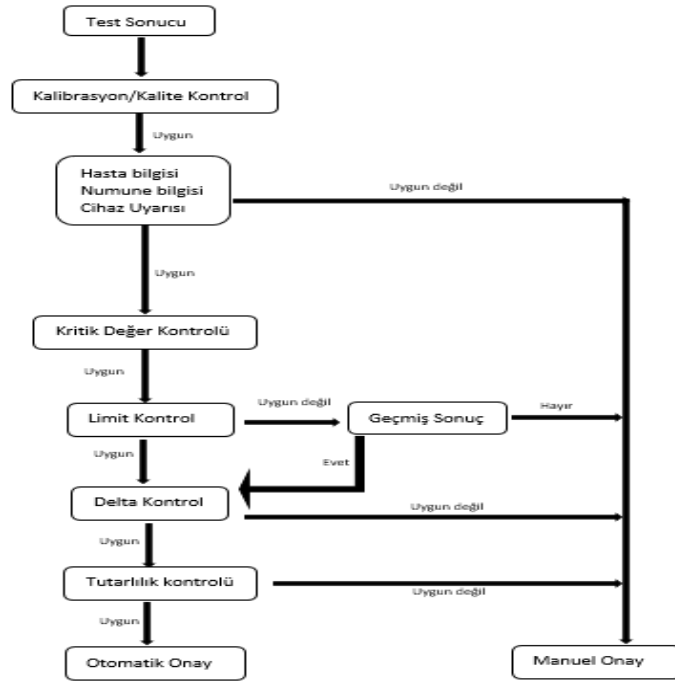 Test Sonucu
Kalibrasyon/Kalite Kontrol
Uygun
Hasta bilgisi
Numune bilgisi
Cihaz Uyarısı
Uygun değil
Uygun
Kritik Değer Kontrolü
Uygun
Limit Kontrol
Uygun değil
Geçmiş Sonuç
Hayır
Uygun
Evet
Delta Kontrol
Uygun değil
Uygun
Tutarlılık kontrolü
Uygun değil
Uygun
Otomatik Onay
Manuel Onay